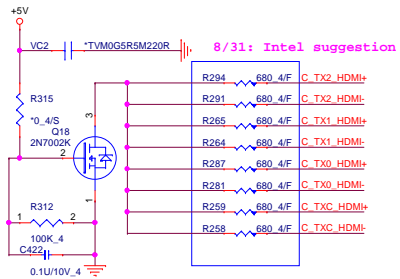 +5V
VC2
*TVM0G5R5M220R
8/31: Intel suggestion
R294 680_4/F C_TX2_HDMI+
R291 680_4/F C_TX2_HDMI-
R315
*0_4/S
R265 680_4/F C_TX1_HDMI+
Q18
2N7002K
3
R264 680_4/F C_TX1_HDMI-
2
R287 680_4/F C_TX0_HDMI+
R281 680_4/F C_TX0_HDMI-
1
R312
R259 680_4/F C_TXC_HDMI+
1 2
100K_4
R258 680_4/F C_TXC_HDMI-
C422
0.1U/10V_4